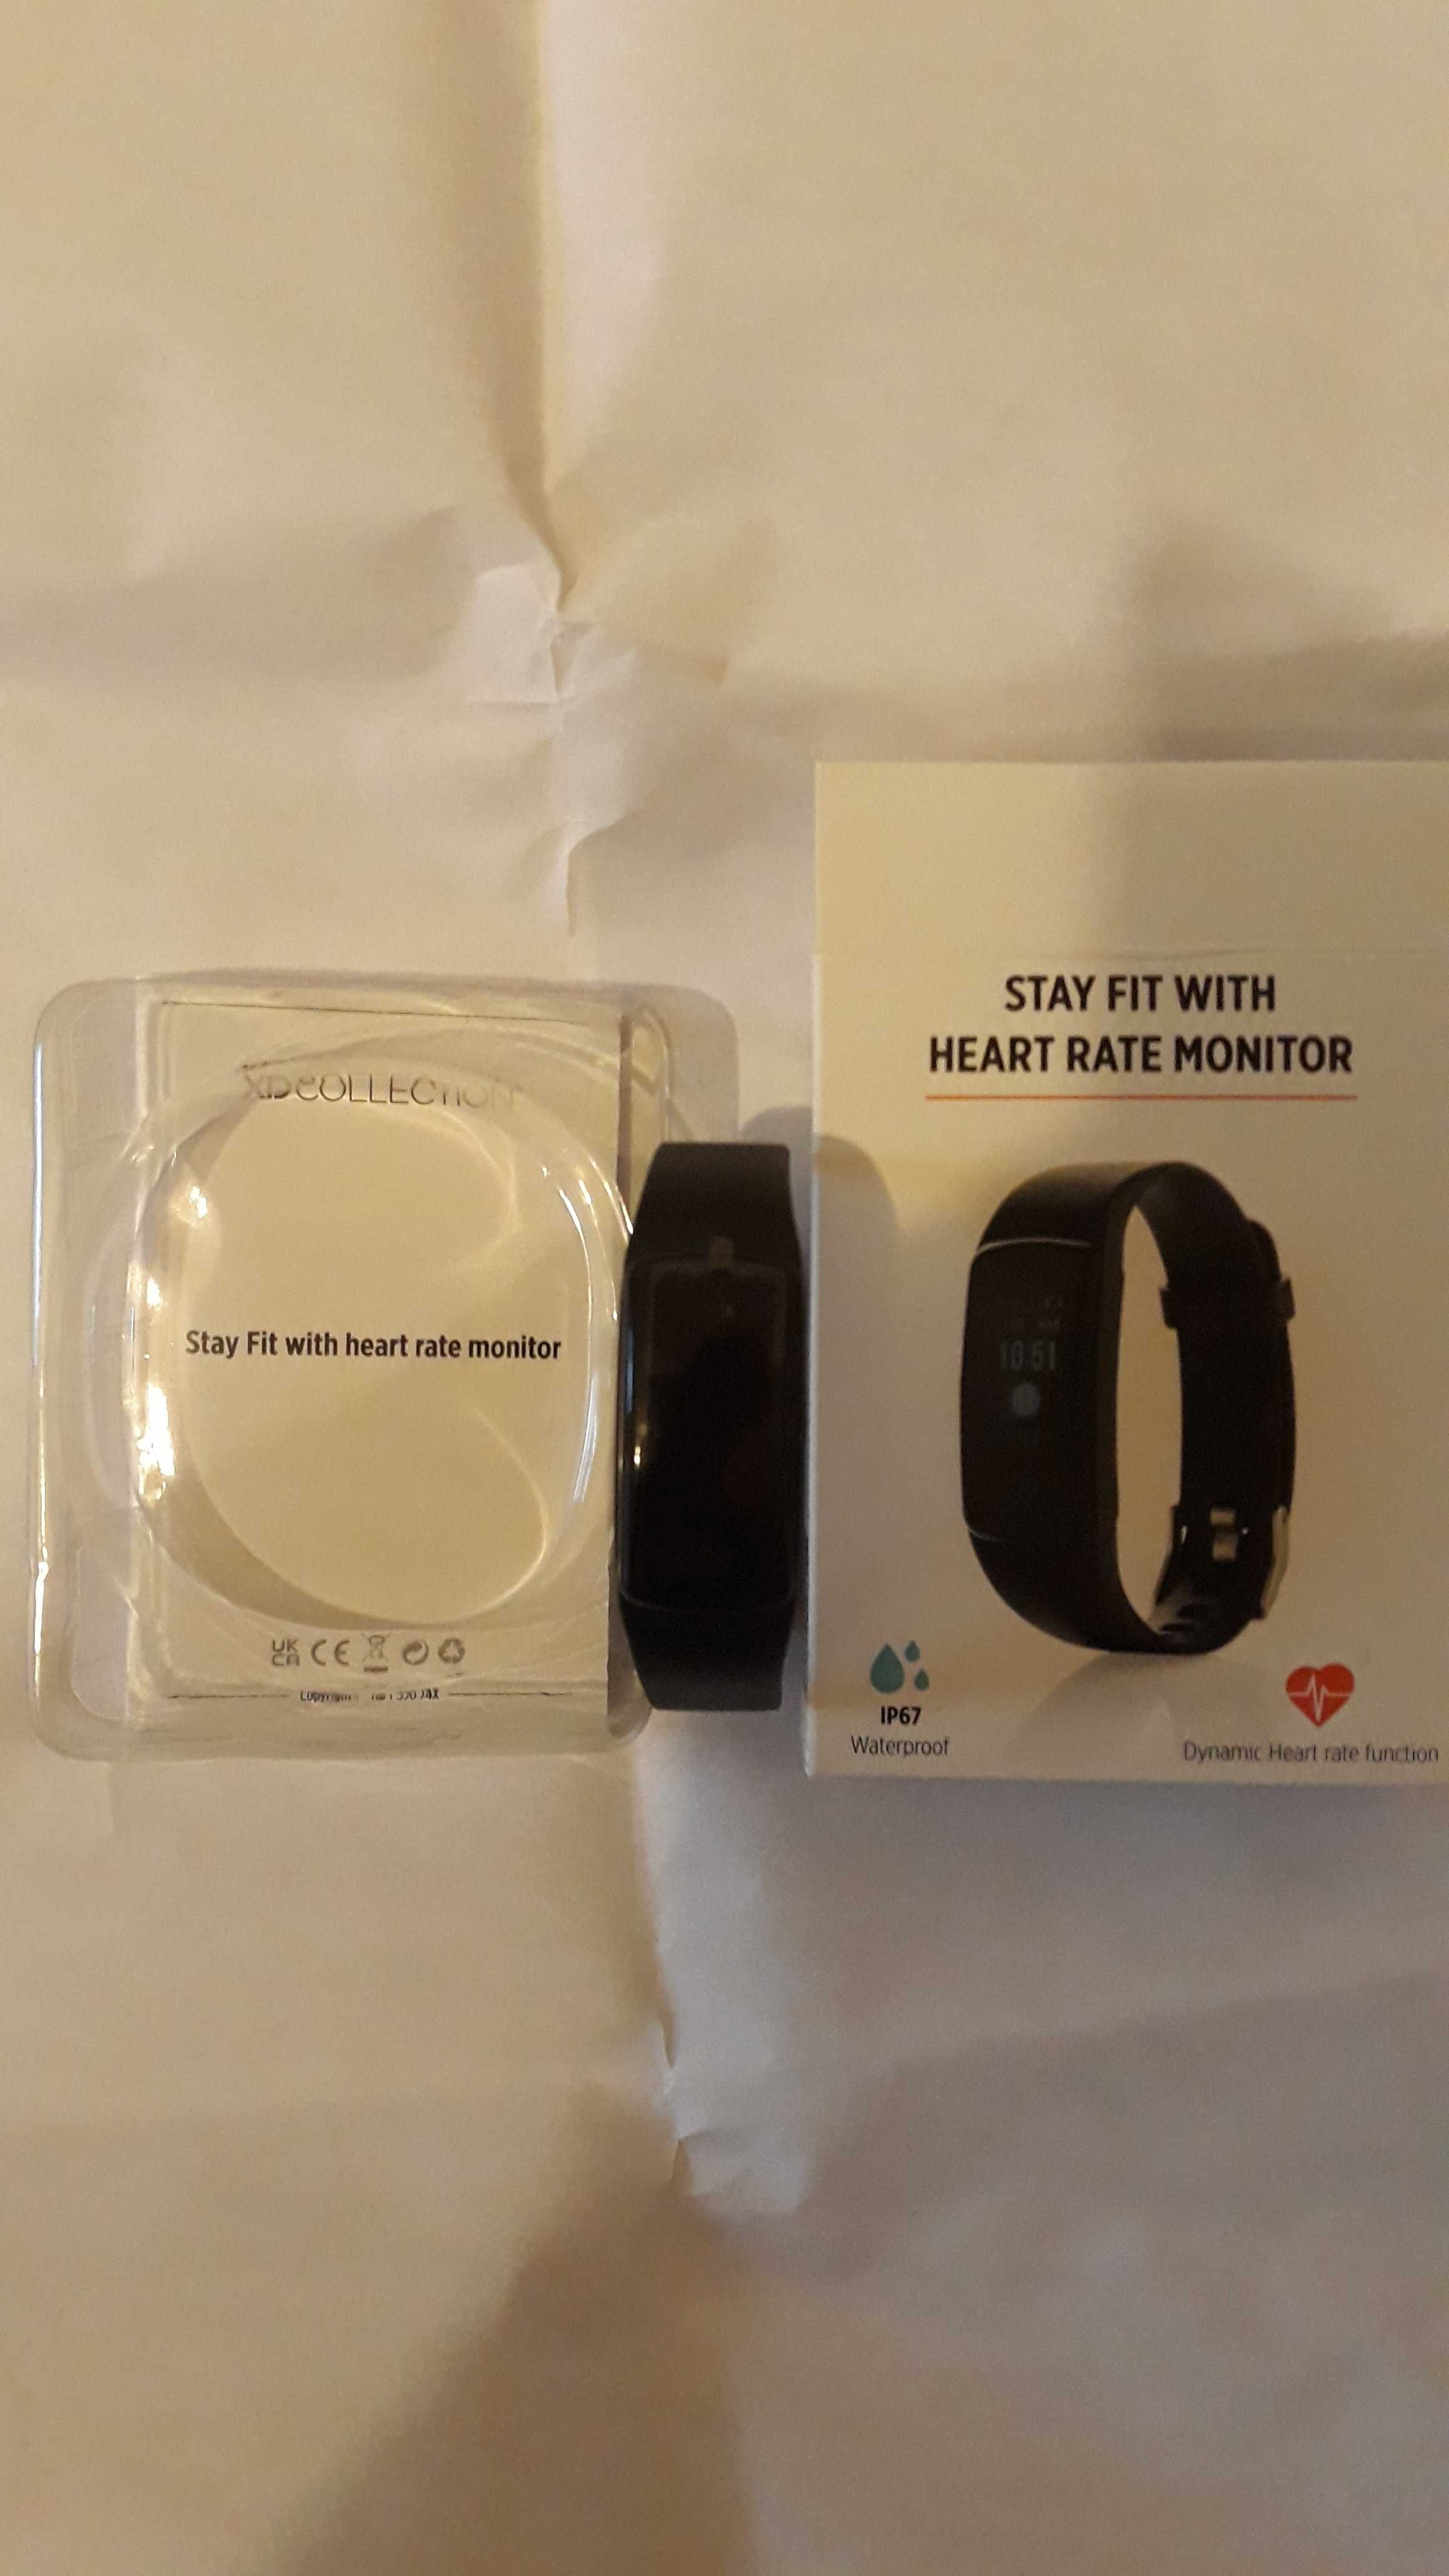 XD COLLECTION
Stay Fit with heart rate monitor
UK
CA CE
STAY FIT WITH
HEART RATE MONITOR
10:51
IP67
Waterproof
Dynamic Heart rate function